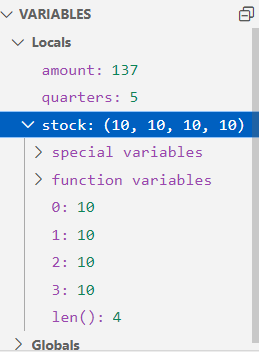 VARIABLES
Locals
amount: 137
quarters: 5
stock: (10, 10, 10, 10)
special variables
function variables
0: 10
1: 10
2: 10
3: 10
len(): 4
Globals